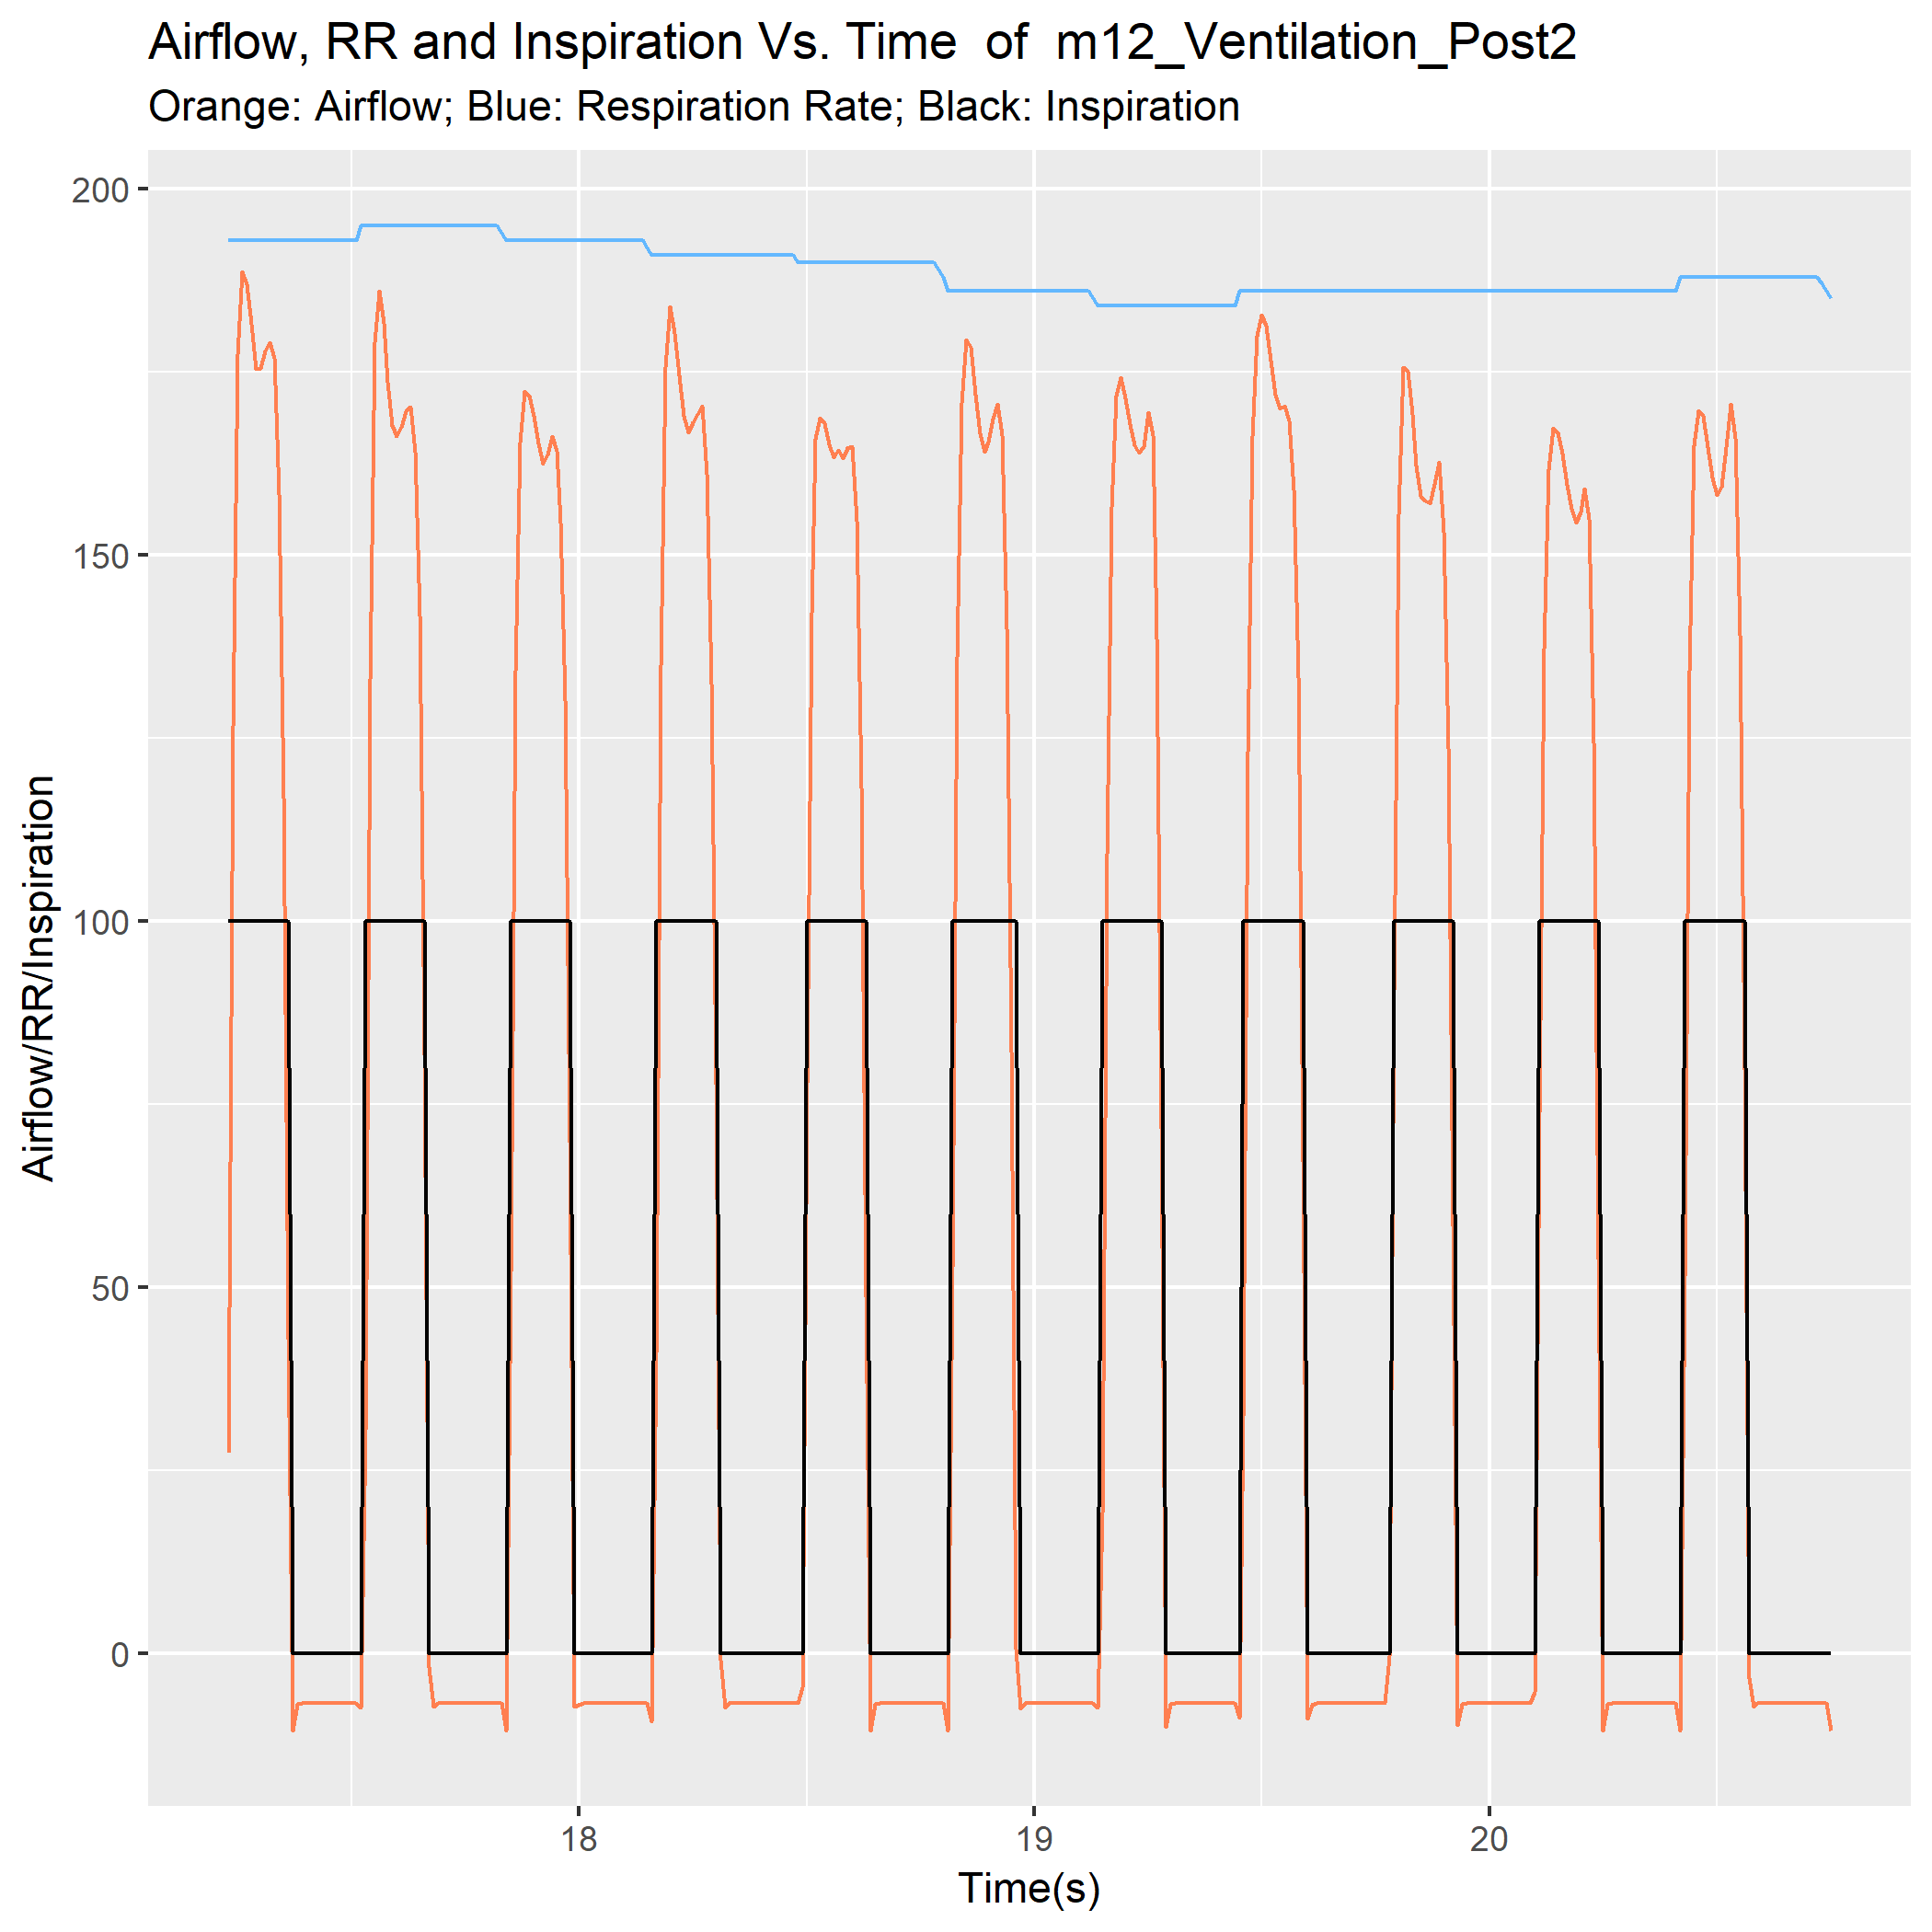 Airflow, RR and Inspiration Vs. Time  of  m12_Ventilation_Post2
Orange: Airflow; Blue: Respiration Rate; Black: Inspiration
200
150
100
50
0
Airflow/RR/Inspiration
18
19
20
Time(s)